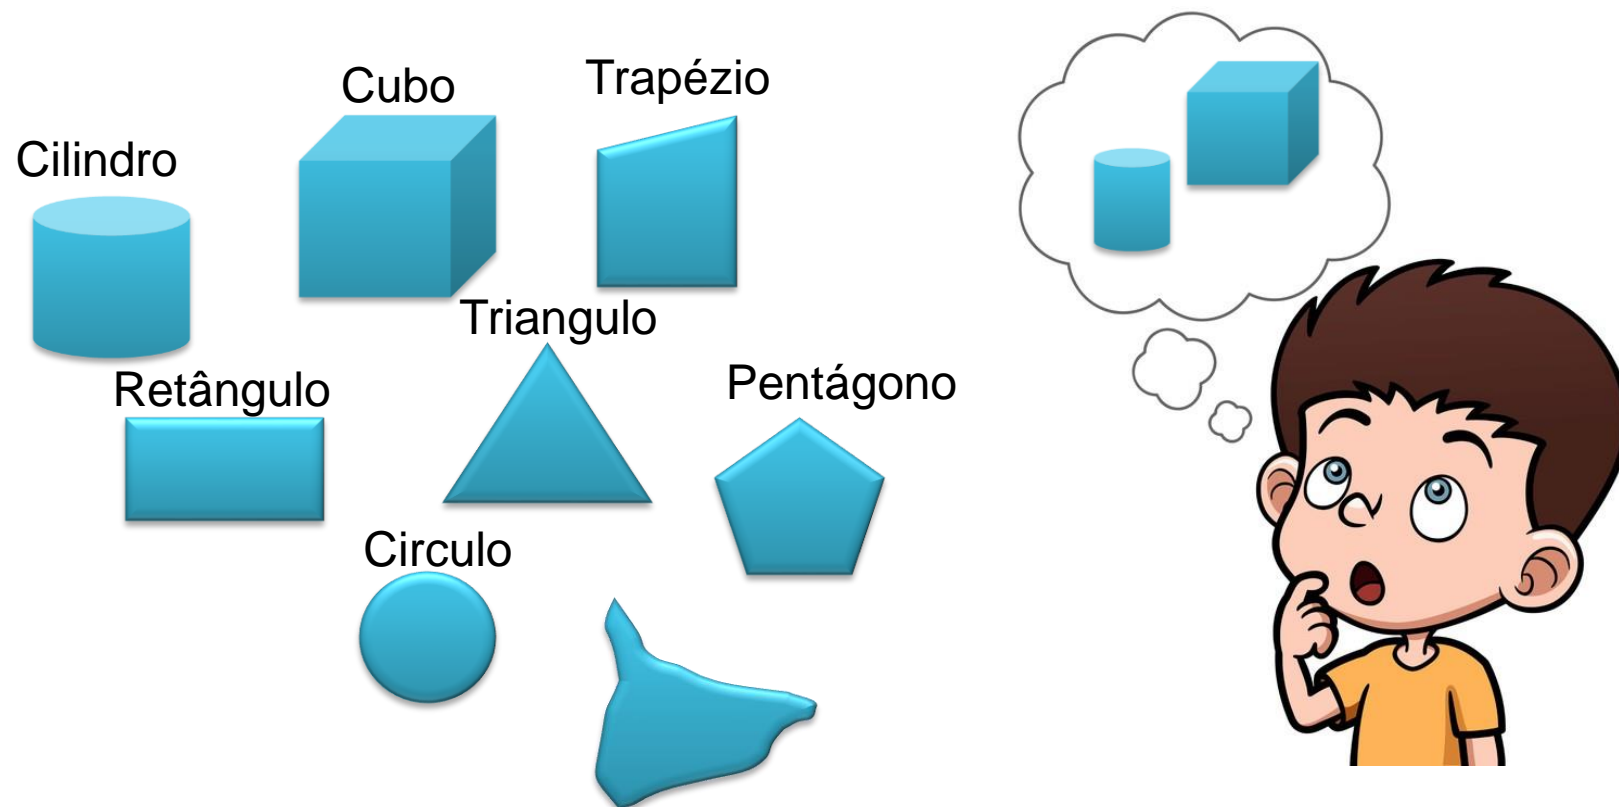 Trapézio
Cubo
Cilindro
Triangulo
Retângulo
Pentágono
Circulo